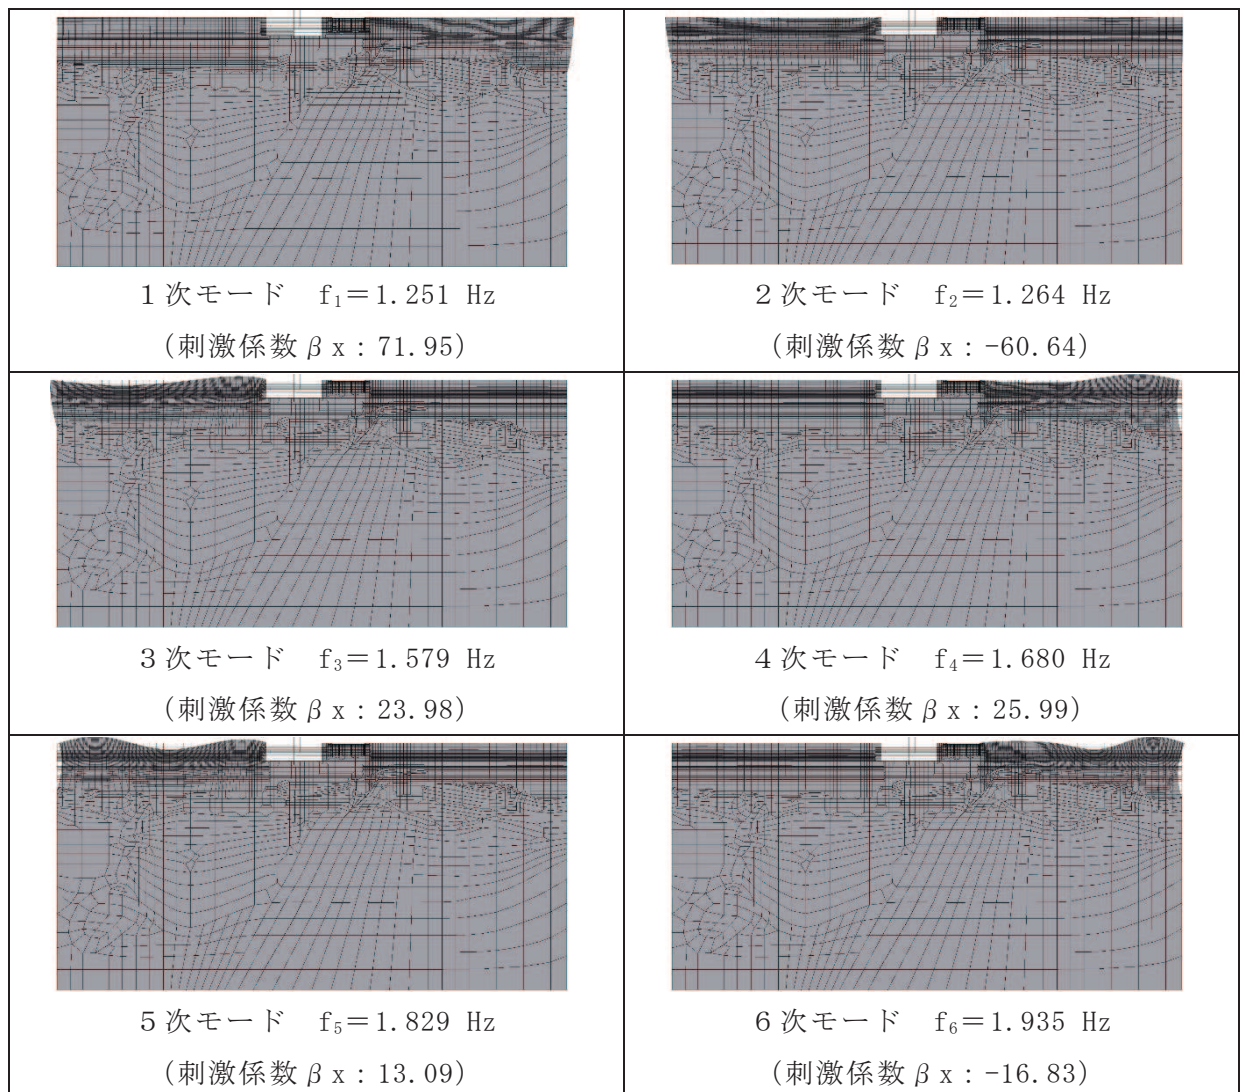 1次モード f₁＝1.251 Hz
(刺激係数βx：71.95)
2次モード f₂＝1.264 Hz
(刺激係数βx：-60.64)
3次モード f₃＝1.579 Hz
(刺激係数βx：23.98)
4次モード f₄＝1.680 Hz
(刺激係数βx：25.99)
5次モード f₅＝1.829 Hz
(刺激係数βx：13.09)
6次モード f₆＝1.935 Hz
(刺激係数βx：-16.83)